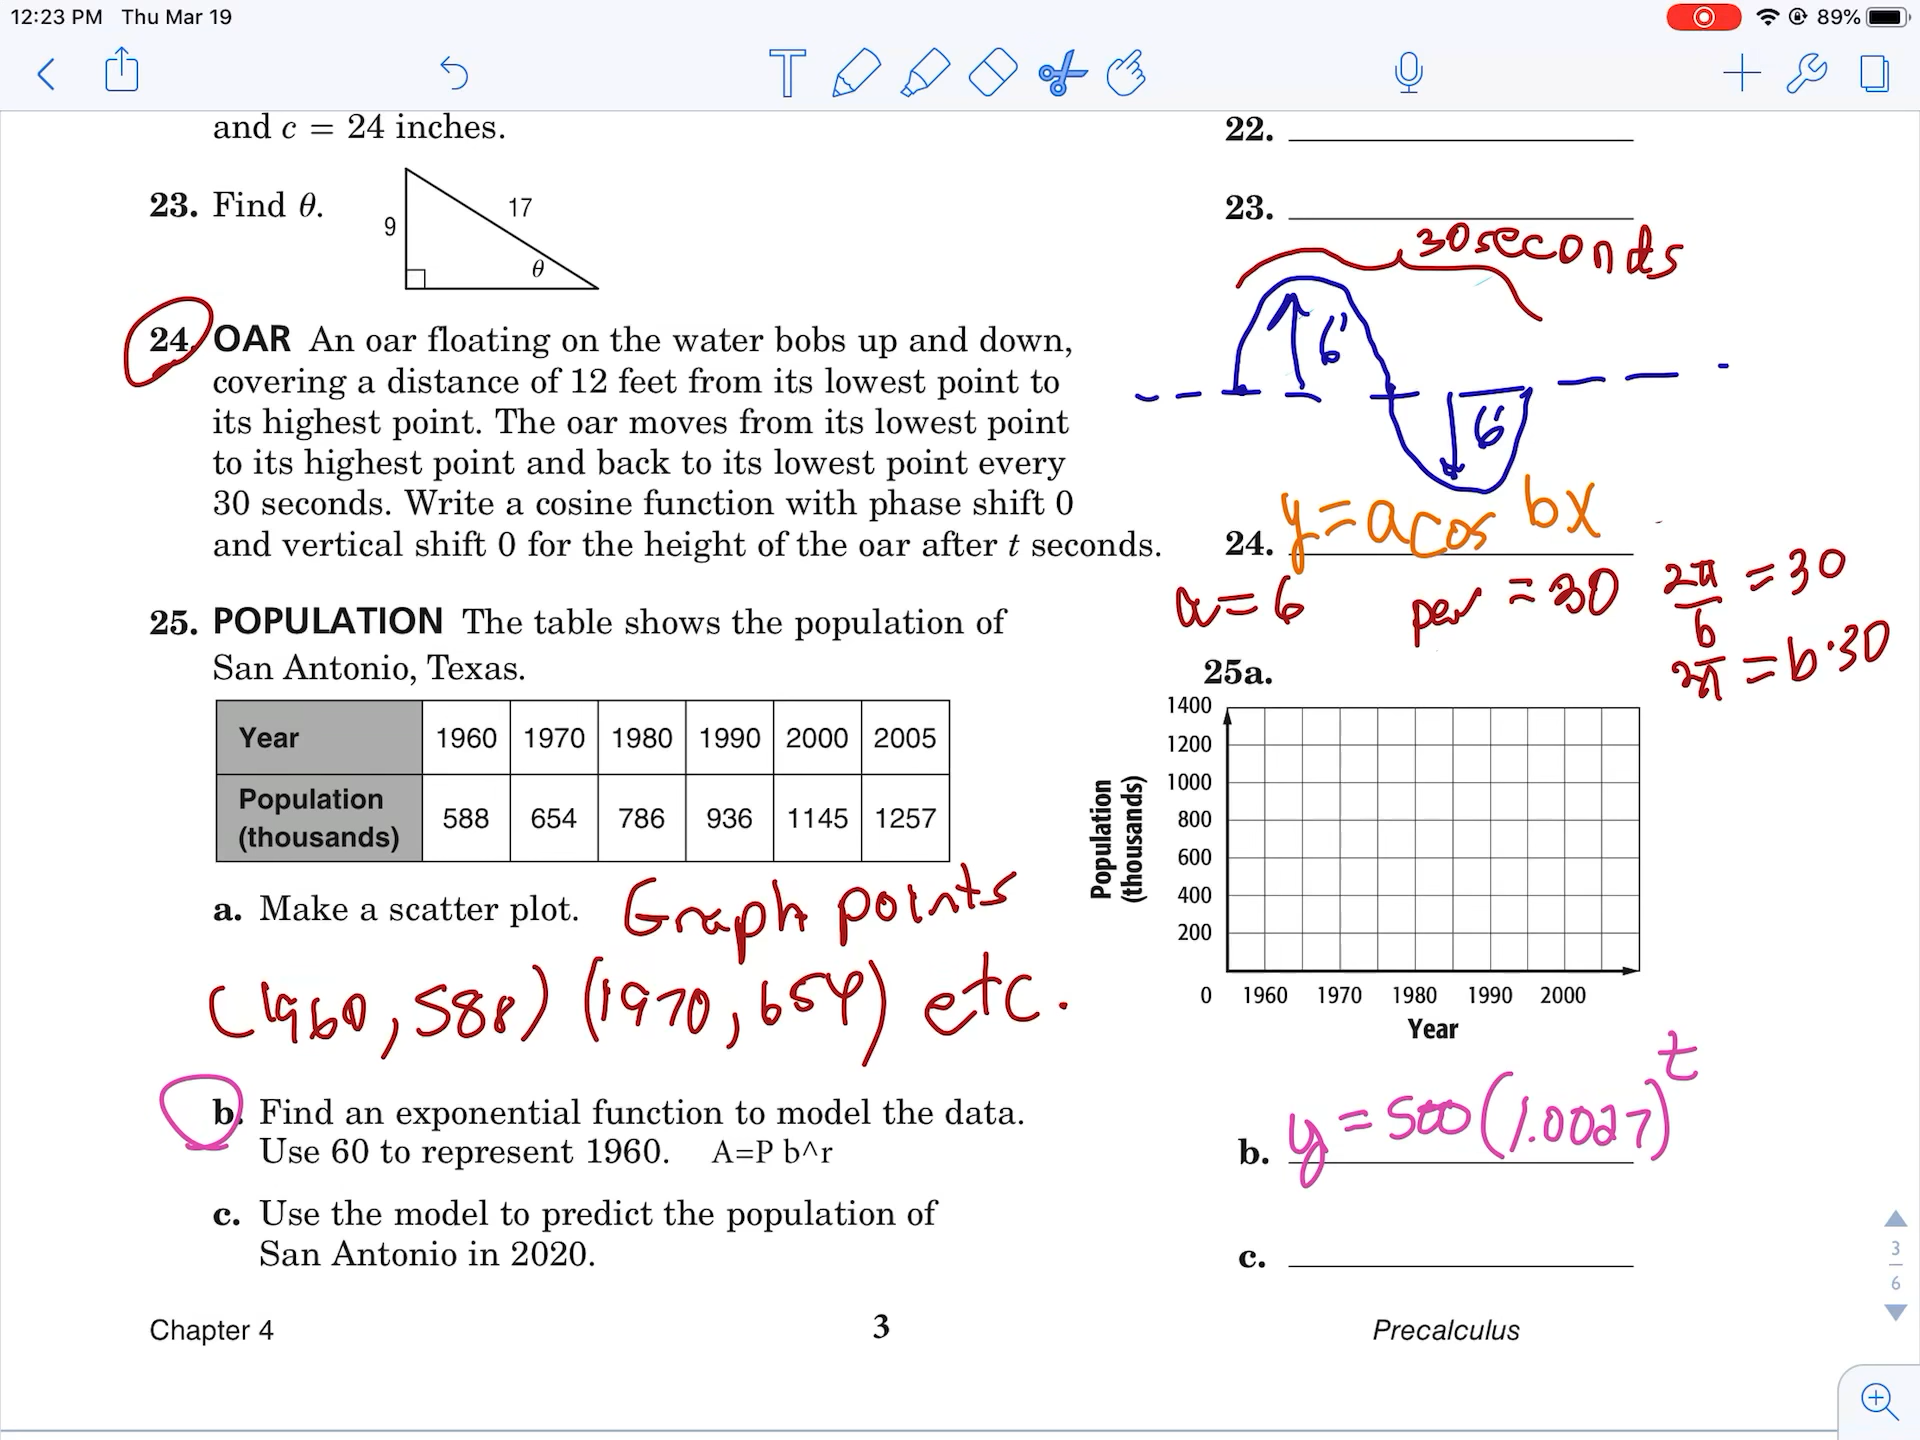 12:23 PM Thu Mar 19
89%
and c = 24 inches.
22.
23. Find θ.
9
17
θ
23.
30 seconds
6'
6'
24. OAR An oar floating on the water bobs up and down,
covering a distance of 12 feet from its lowest point to
its highest point. The oar moves from its lowest point
to its highest point and back to its lowest point every
30 seconds. Write a cosine function with phase shift 0
and vertical shift 0 for the height of the oar after t seconds.
24. y = a cos bx
a = 6 per = 30
2π/b = 30
2π = b·30
25. POPULATION The table shows the population of
San Antonio, Texas.
Year 1960 1970 1980 1990 2000 2005
Population (thousands) 588 654 786 936 1145 1257
25a.
1400
1200
1000
800
600
400
200
0 1960 1970 1980 1990 2000
Population
(thousands)
Year
a. Make a scatter plot. Graph points
(1960, 588) (1970, 654) etc.
b. Find an exponential function to model the data.
Use 60 to represent 1960. A=P b^r
b. y = 500(1.0027)^t
c. Use the model to predict the population of
San Antonio in 2020.
c.
3
6
Chapter 4 3 Precalculus